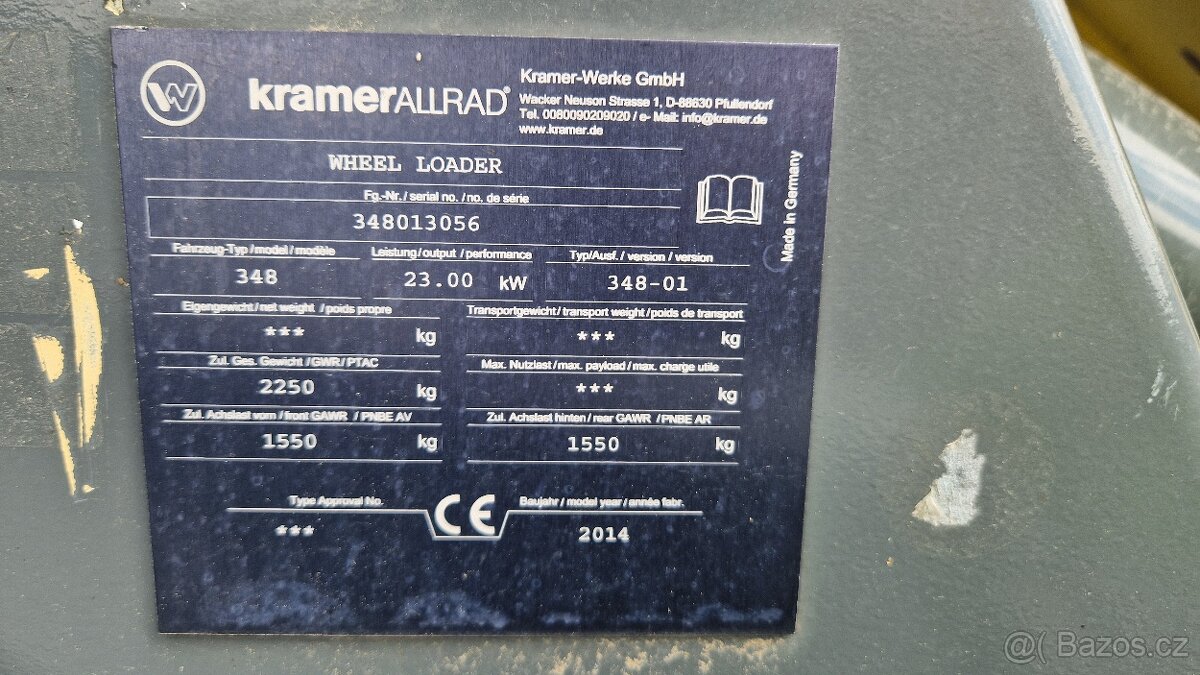 W
kramerALLRAD®
Kramer-Werke GmbH
Wacker Neuson Strasse 1, D-88630 Pfullendorf
Tel. 0080090209020 / e- Mail: info@kramer.de
www.kramer.de
WHEEL LOADER
Fg.-Nr. / serial no. / no. de série
348013056
Made in Germany
Fahrzeug-Typ / model / modèle Leistung / output / performance Typ/Ausf. / version / version
348 23.00 kW 348-01
Eigengewicht / net weight / poids propre Transportgewicht / transport weight / poids de transport
*** kg *** kg
Zul. Ges. Gewicht / GWR / PTAC Max. Nutzlast / max. payload / max. charge utile
2250 kg *** kg
Zul. Achslast vorn / front GAWR / PNBE AV Zul. Achslast hinten / rear GAWR / PNBE AR
1550 kg 1550 kg
Type Approval No. CE Baujahr / model year / année fabr.
*** 2014
@( Bazos.cz